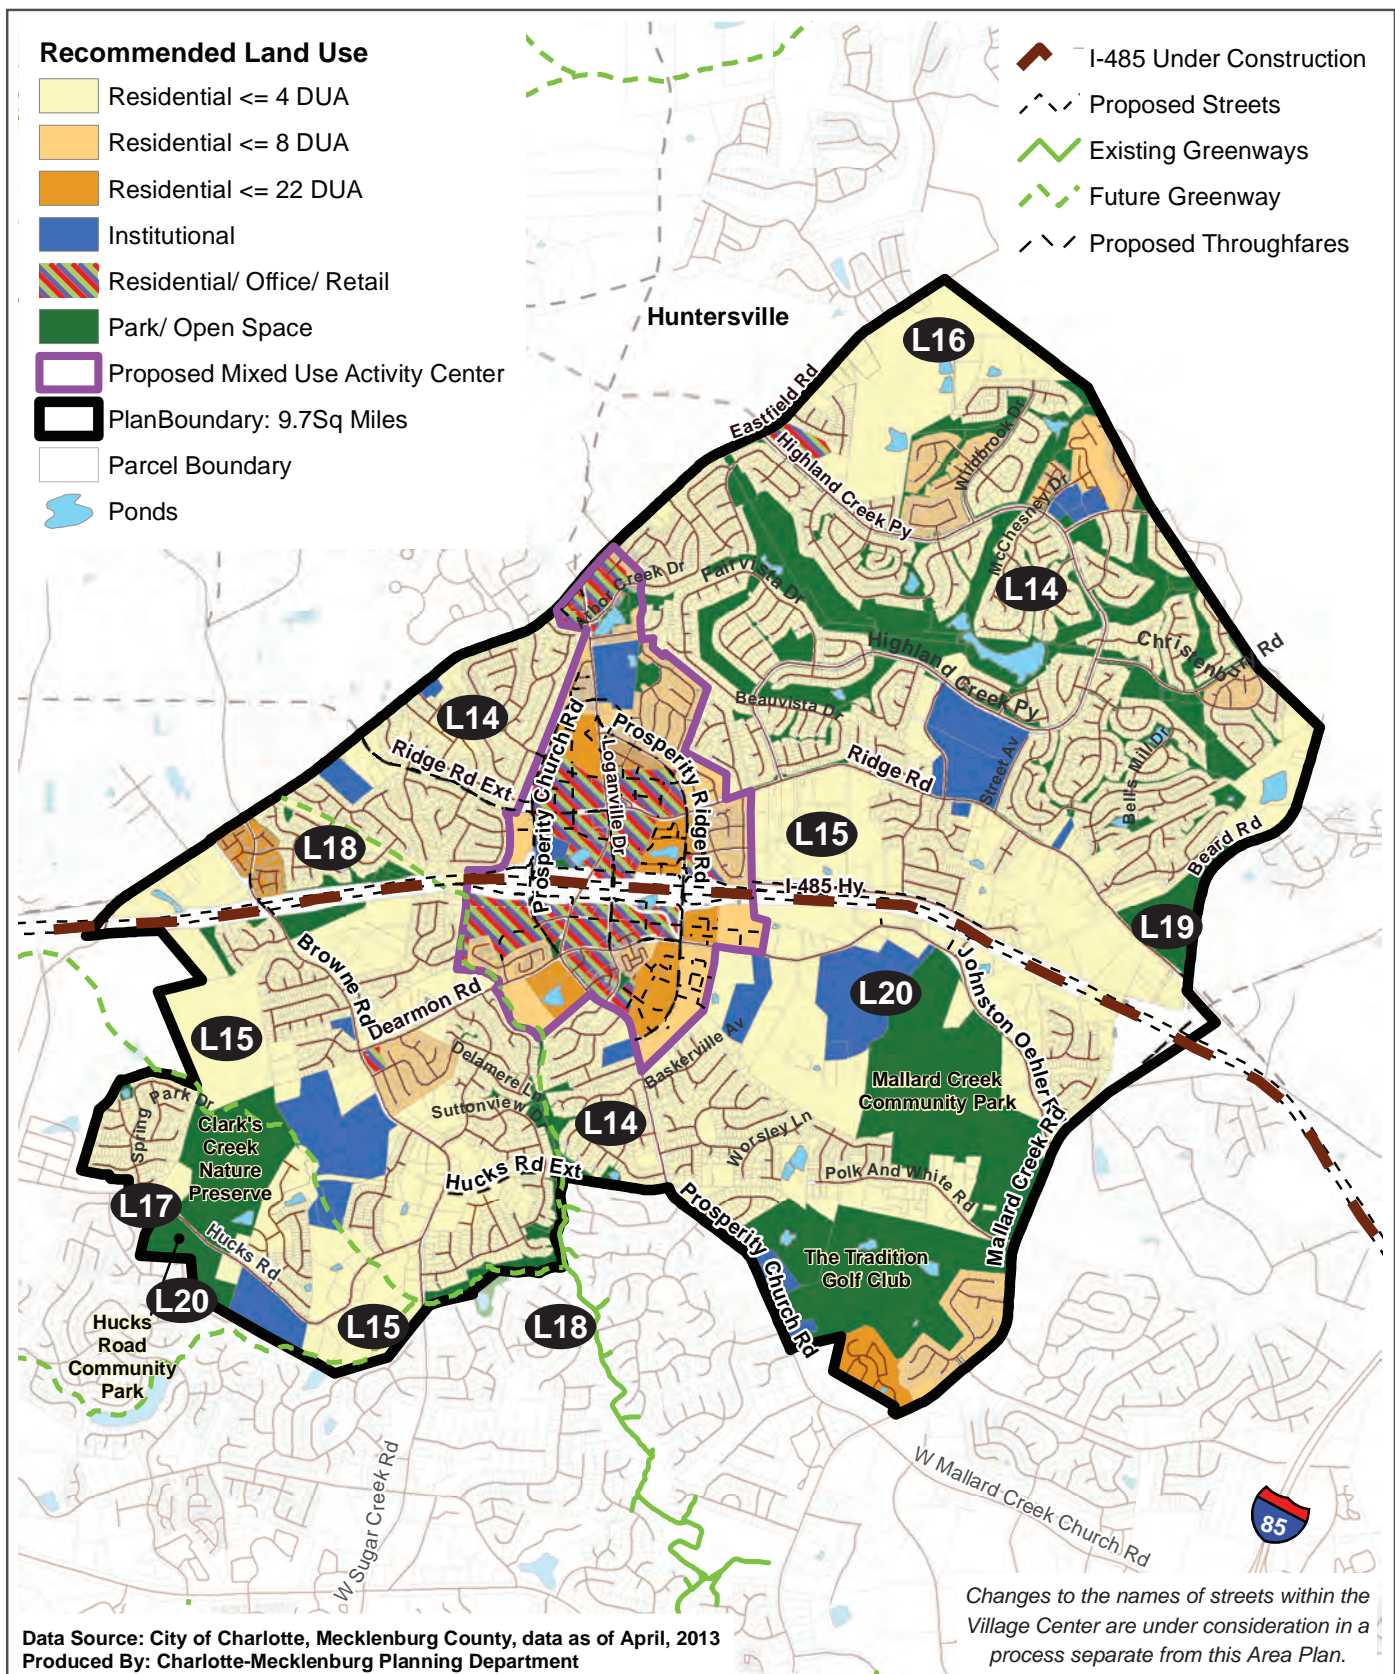 Recommended Land Use
Residential <= 4 DUA
Residential <= 8 DUA
Residential <= 22 DUA
Institutional
Residential/ Office/ Retail
Park/ Open Space
Proposed Mixed Use Activity Center
PlanBoundary: 9.7Sq Miles
Parcel Boundary
Ponds
I-485 Under Construction
Proposed Streets
Existing Greenways
Future Greenway
Proposed Throughfares
Huntersville
L16
Eastfield Rd
Highland Creek Py
Wildbrook Dr
McChesney Dr
L14
Arbor Creek Dr
Fairvista Dr
Highland Creek Py
Christenbury Rd
Beauvista Dr
L14
Ridge Rd Ext
Prosperity Church Rd
Loganville Dr
Prosperity Ridge Rd
Ridge Rd
Street Av
Bells Mill Dr
Beard Rd
L18
L15
I-485 Hy
L19
Browne Rd
Dearmon Rd
L20
Johnston Oehler Rd
L15
Baskerville Av
Delamere Ln
Suttonview Dr
L14
Mallard Creek
Community Park
Park Dr
Spring
Clark's
Creek
Nature
Preserve
Worsley Ln
Polk And White Rd
Mallard Creek Rd
Hucks Rd Ext
L17
Hucks Rd
Prosperity Church Rd
The Tradition
Golf Club
L20
L15
L18
Hucks
Road
Community
Park
W Sugar Creek Rd
W Mallard Creek Church Rd
85
Changes to the names of streets within the
Village Center are under consideration in a
process separate from this Area Plan.
Data Source: City of Charlotte, Mecklenburg County, data as of April, 2013
Produced By: Charlotte-Mecklenburg Planning Department